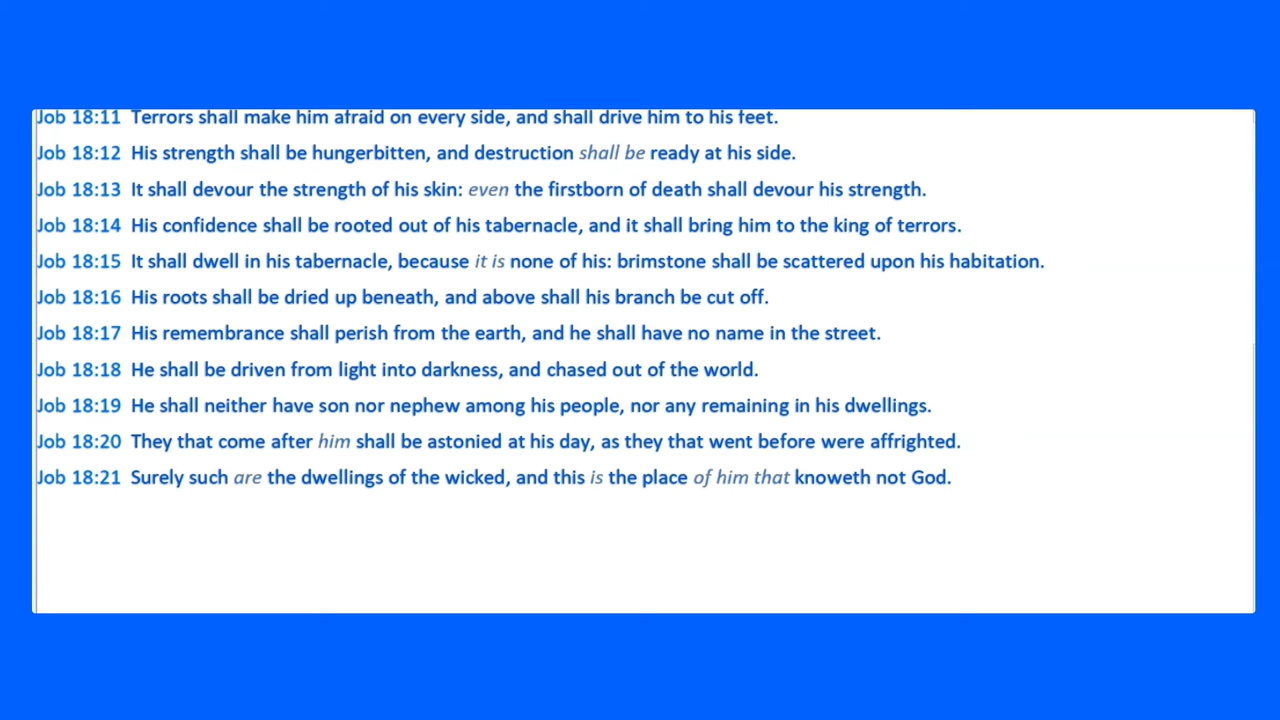 Job 18:11 Terrors shall make him afraid on every side, and shall drive him to his feet.
Job 18:12 His strength shall be hungerbitten, and destruction shall be ready at his side.
Job 18:13 It shall devour the strength of his skin: even the firstborn of death shall devour his strength.
Job 18:14 His confidence shall be rooted out of his tabernacle, and it shall bring him to the king of terrors.
Job 18:15 It shall dwell in his tabernacle, because it is none of his: brimstone shall be scattered upon his habitation.
Job 18:16 His roots shall be dried up beneath, and above shall his branch be cut off.
Job 18:17 His remembrance shall perish from the earth, and he shall have no name in the street.
Job 18:18 He shall be driven from light into darkness, and chased out of the world.
Job 18:19 He shall neither have son nor nephew among his people, nor any remaining in his dwellings.
Job 18:20 They that come after him shall be astonied at his day, as they that went before were affrighted.
Job 18:21 Surely such are the dwellings of the wicked, and this is the place of him that knoweth not God.